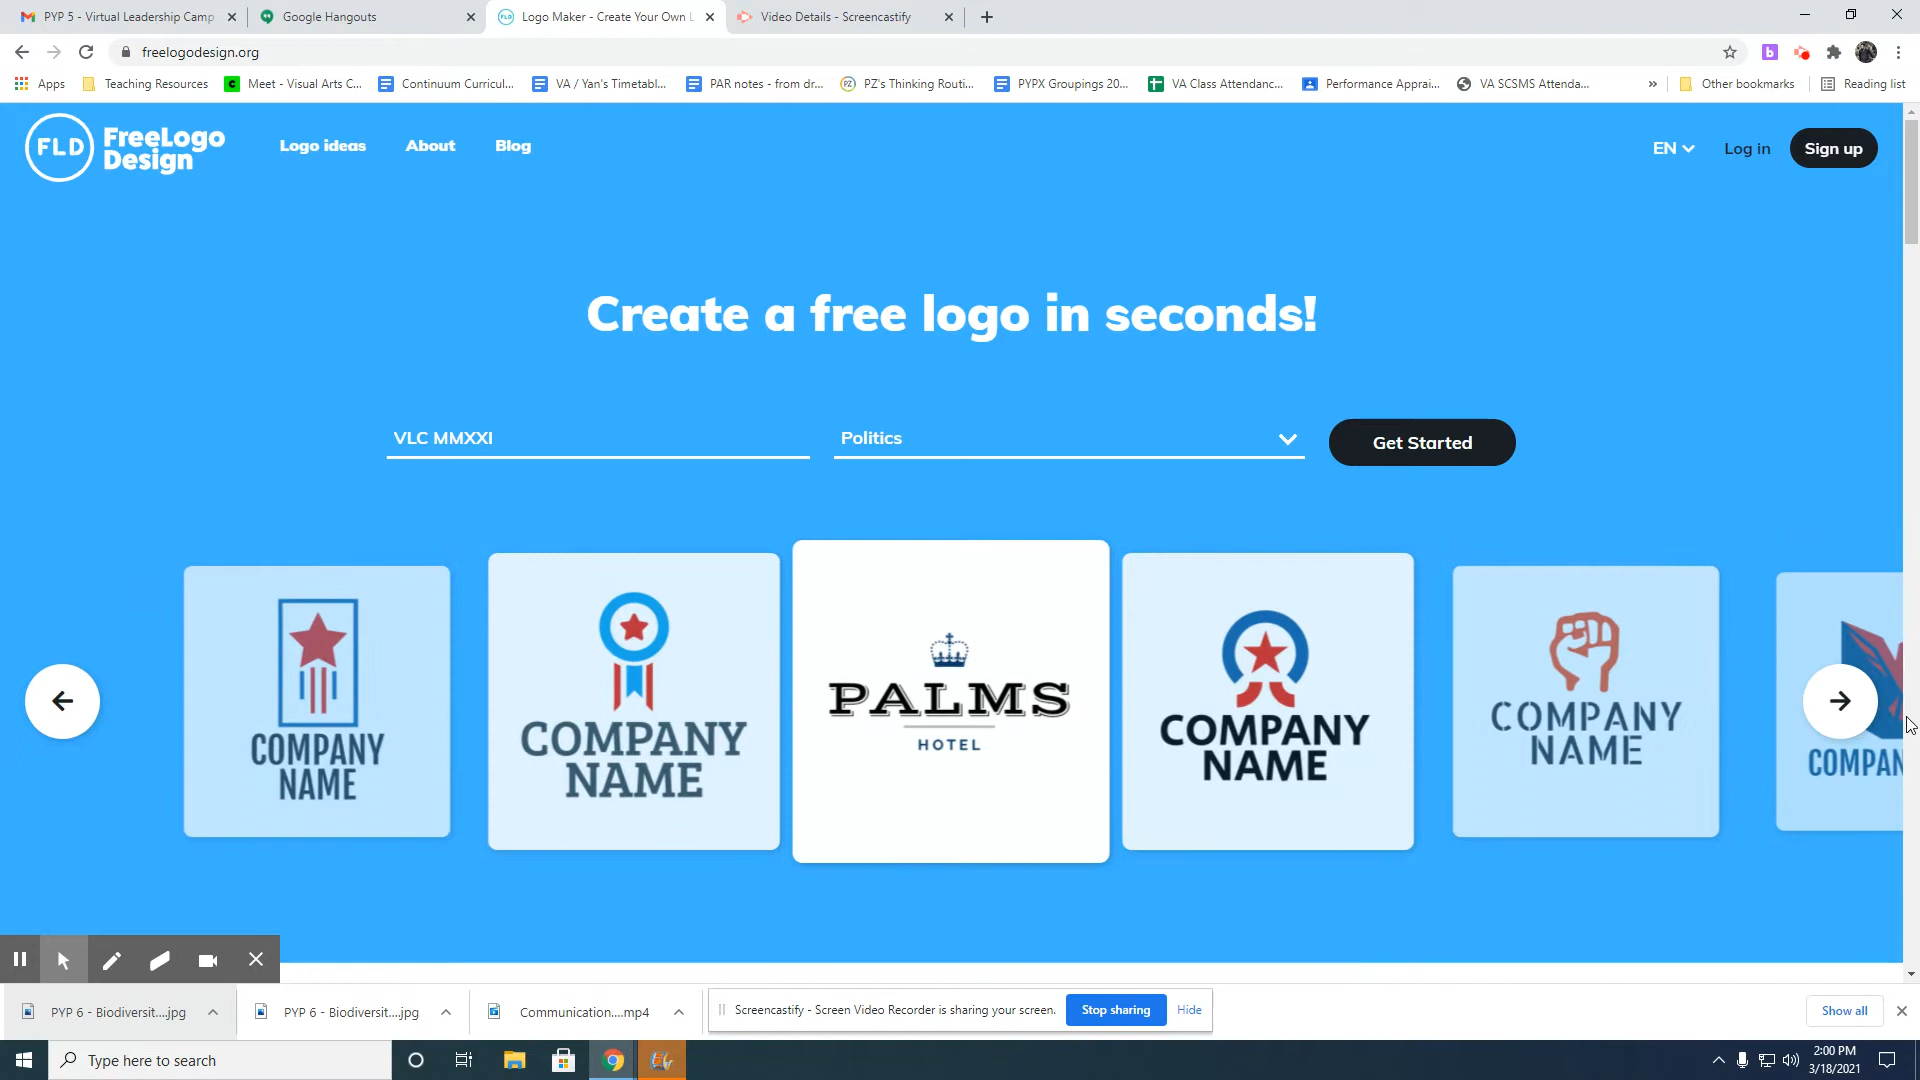 PYP 5 - Virtual Leadership Camp
Google Hangouts
FLD
Logo Maker - Create Your Own L
Video Details - Screencastify
freelogodesign.org
b
Apps
Teaching Resources
Meet - Visual Arts C...
Continuum Curricul...
VA / Yan's Timetabl...
PAR notes - from dr...
PZ
PZ's Thinking Routi...
PYPX Groupings 20...
VA Class Attendanc...
Performance Apprai...
VA SCSMS Attenda...
»
Other bookmarks
Reading list
FLD
FreeLogo
Design
Logo ideas
About
Blog
EN
Log in
Sign up
Create a free logo in seconds!
VLC MMXXI
Politics
Get Started
COMPANY
NAME
COMPANY
NAME
PALMS
HOTEL
COMPANY
NAME
COMPANY
NAME
COMPAN
PYP 6 - Biodiversit....jpg
PYP 6 - Biodiversit....jpg
Communication....mp4
Screencastify - Screen Video Recorder is sharing your screen.
Stop sharing
Hide
Show all
Type here to search
2:00 PM
3/18/2021